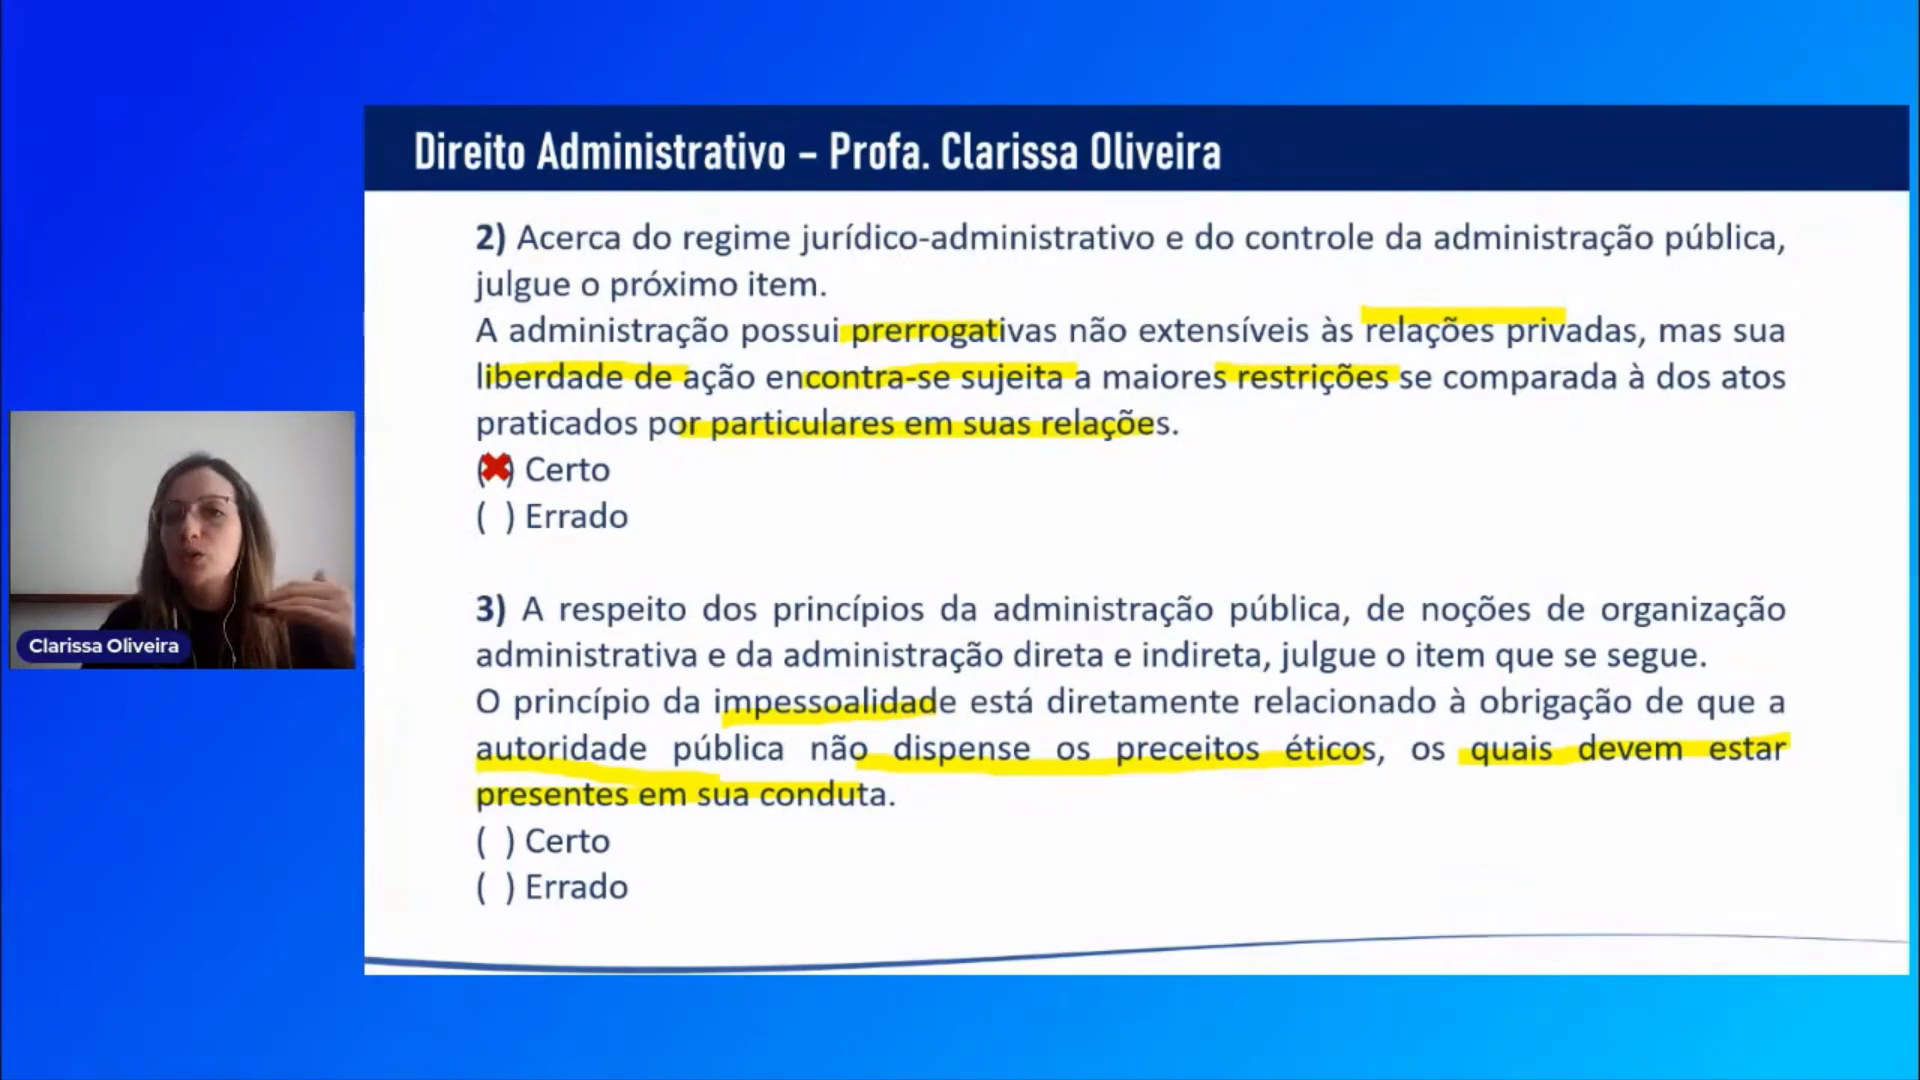 Direito Administrativo – Profa. Clarissa Oliveira
2) Acerca do regime jurídico-administrativo e do controle da administração pública,
julgue o próximo item.
A administração possui prerrogativas não extensíveis às relações privadas, mas sua
liberdade de ação encontra-se sujeita a maiores restrições se comparada à dos atos
praticados por particulares em suas relações.
(✖) Certo
( ) Errado
3) A respeito dos princípios da administração pública, de noções de organização
administrativa e da administração direta e indireta, julgue o item que se segue.
O princípio da impessoalidade está diretamente relacionado à obrigação de que a
autoridade pública não dispense os preceitos éticos, os quais devem estar
presentes em sua conduta.
( ) Certo
( ) Errado
Clarissa Oliveira